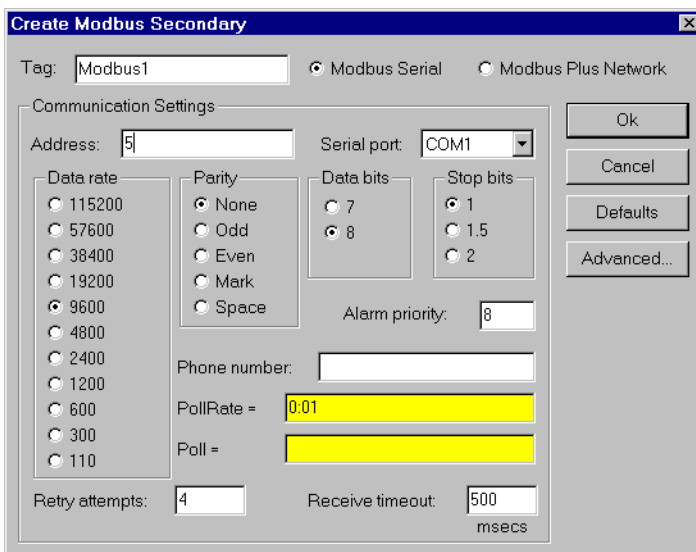 Create Modbus Secondary
Tag: Modbus1 Modbus Serial Modbus Plus Network
Communication Settings
Address: 5 Serial port: COM1
Ok
Cancel
Defaults
Advanced...
Data rate
115200
57600
38400
19200
9600
4800
2400
1200
600
300
110
Parity
None
Odd
Even
Mark
Space
Data bits
7
8
Stop bits
1
1.5
2
Alarm priority: 8
Phone number:
PollRate = 0:01
Poll =
Retry attempts: 4 Receive timeout: 500
msecs